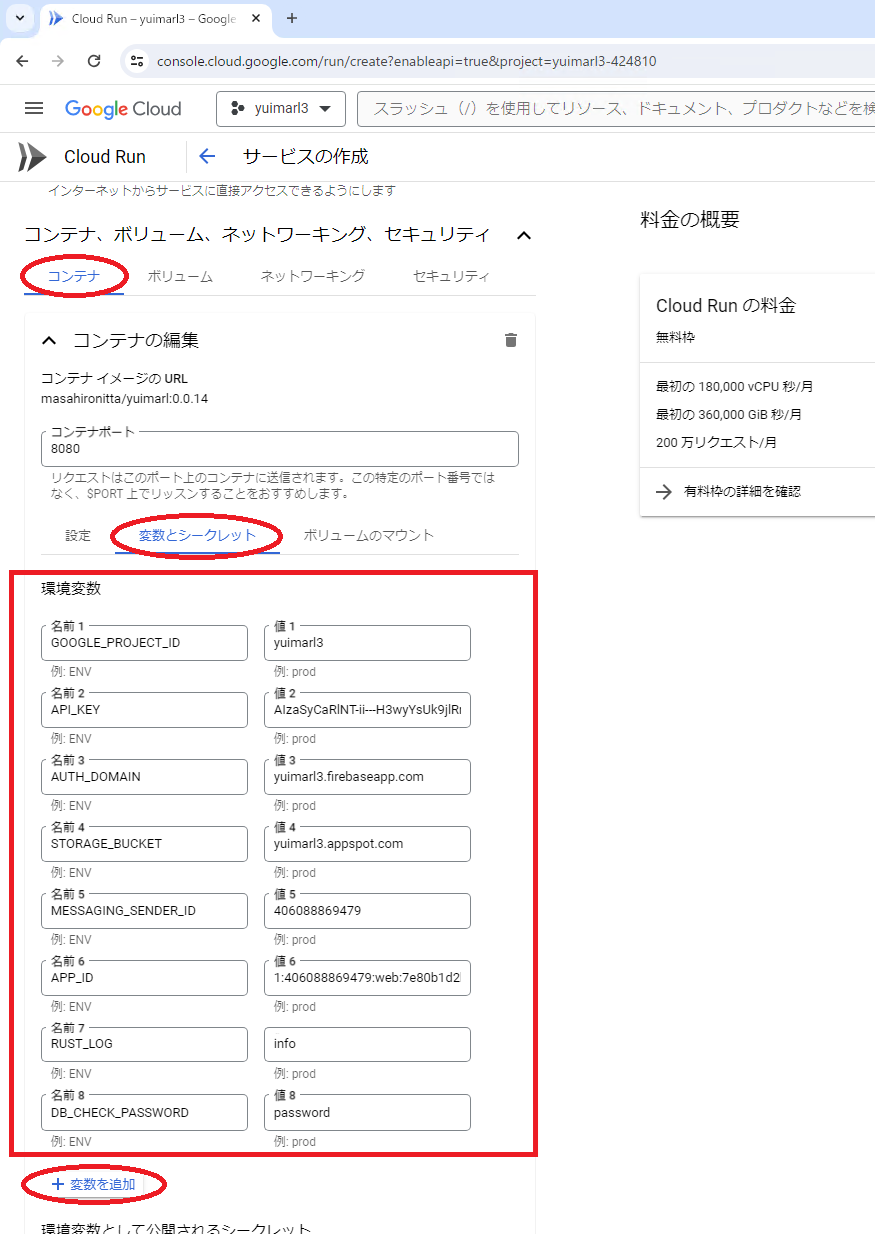 Cloud Run – yuimarl3 – Google
console.cloud.google.com/run/create?enableapi=true&project=yuimarl3-424810
Google Cloud
yuimarl3
スラッシュ（/）を使用してリソース、ドキュメント、プロダクトなどを検
Cloud Run
サービスの作成
インターネットからサービスに直接アクセスできるようにします
料金の概要
コンテナ、ボリューム、ネットワーキング、セキュリティ
コンテナ ボリューム ネットワーキング セキュリティ
Cloud Run の料金
無料枠
最初の 180,000 vCPU 秒/月
最初の 360,000 GiB 秒/月
200 万リクエスト/月
有料枠の詳細を確認
コンテナの編集
コンテナ イメージの URL
masahironitta/yuimarl:0.0.14
コンテナポート
8080
リクエストはこのポート上のコンテナに送信されます。この特定のポート番号では
なく、$PORT 上でリッスンすることをおすすめします。
設定 変数とシークレット ボリュームのマウント
環境変数
名前 1 値 1
GOOGLE_PROJECT_ID yuimarl3
例: ENV 例: prod
名前 2 値 2
API_KEY
例: ENV 例: prod
名前 3 値 3
AUTH_DOMAIN yuimarl3.firebaseapp.com
例: ENV 例: prod
名前 4 値 4
STORAGE_BUCKET yuimarl3.appspot.com
例: ENV 例: prod
名前 5 値 5
MESSAGING_SENDER_ID 406088869479
例: ENV 例: prod
名前 6 値 6
APP_ID 1:406088869479:web:7e80b1d2
例: ENV 例: prod
名前 7
RUST_LOG info
例: ENV 例: prod
名前 8 値 8
DB_CHECK_PASSWORD password
例: ENV 例: prod
変数を追加
環境変数として公開されるシークレット